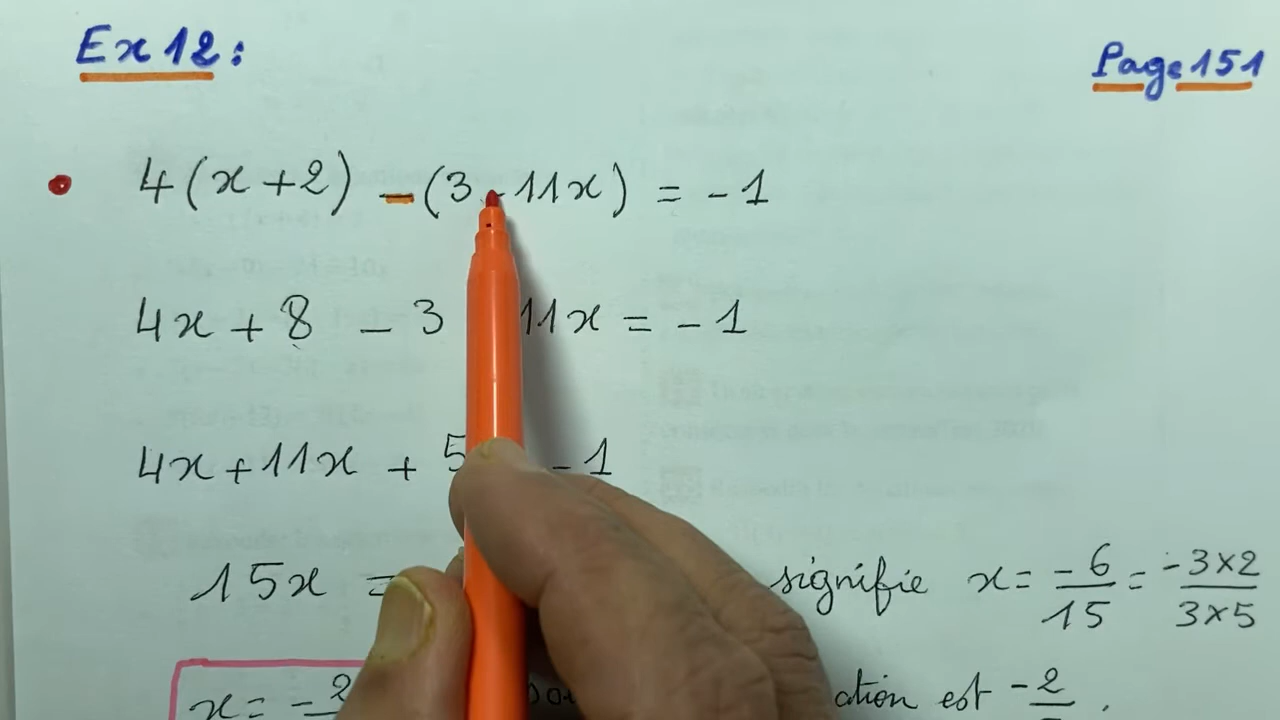 Ex 12 : Page 151
4(x+2) - (3-11x) = -1
4x + 8 - 3 11x = -1
4x + 11x + 5 -1
15x = signifie x = -6/15 = -3×2/3×5
x = -2 est -2